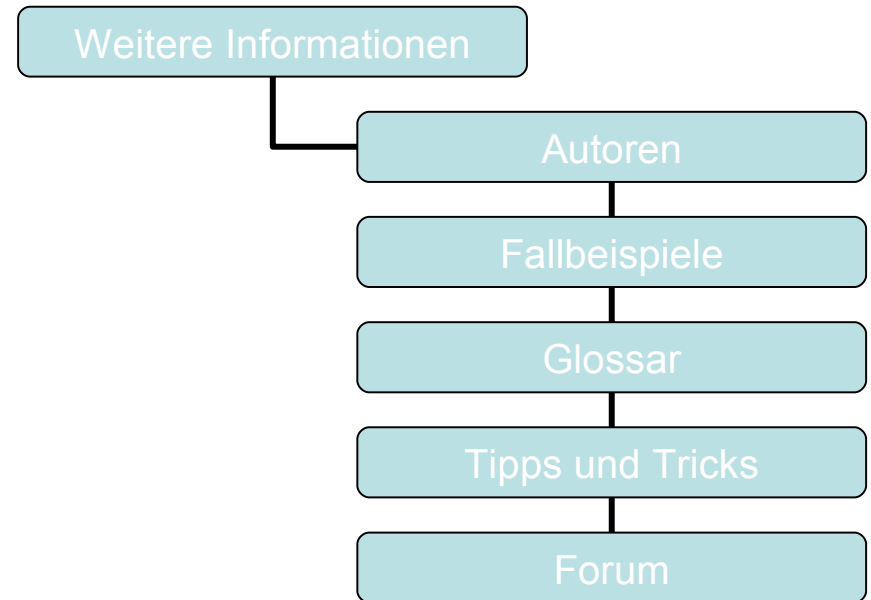 Weitere Informationen
Autoren
Fallbeispiele
Glossar
Tipps und Tricks
Forum